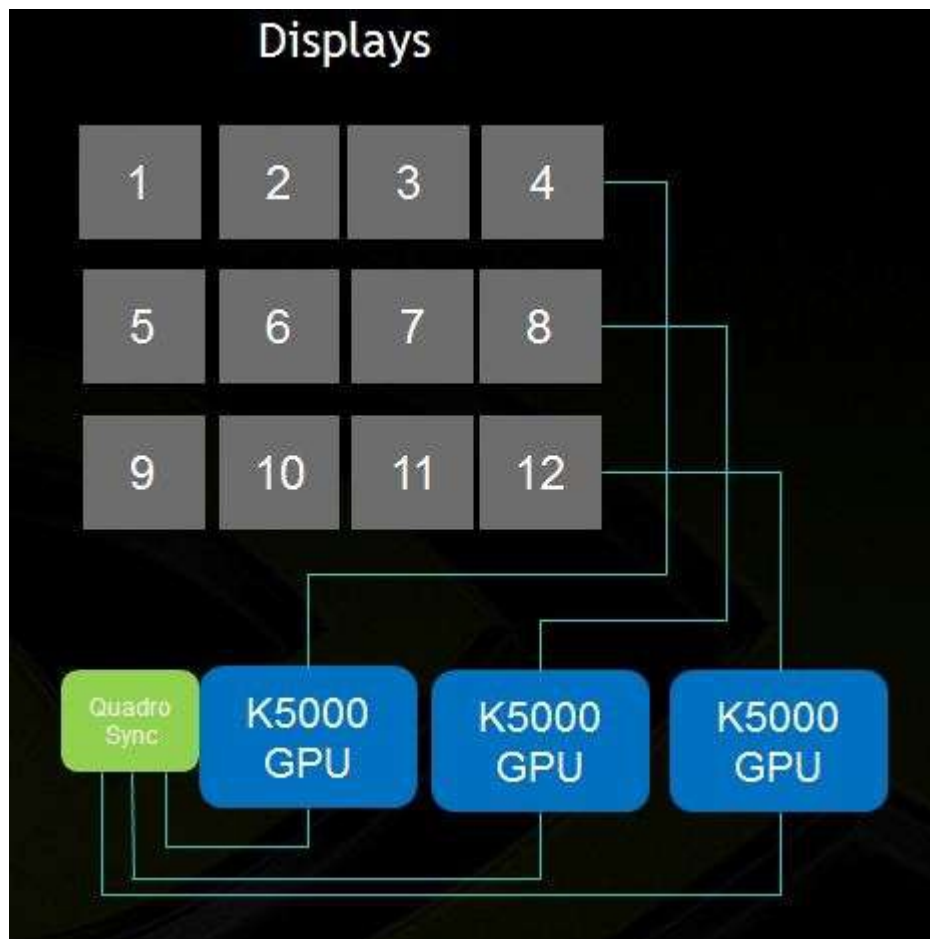 Displays
1 2 3 4
5 6 7 8
9 10 11 12
Quadro
Sync
K5000
GPU
K5000
GPU
K5000
GPU